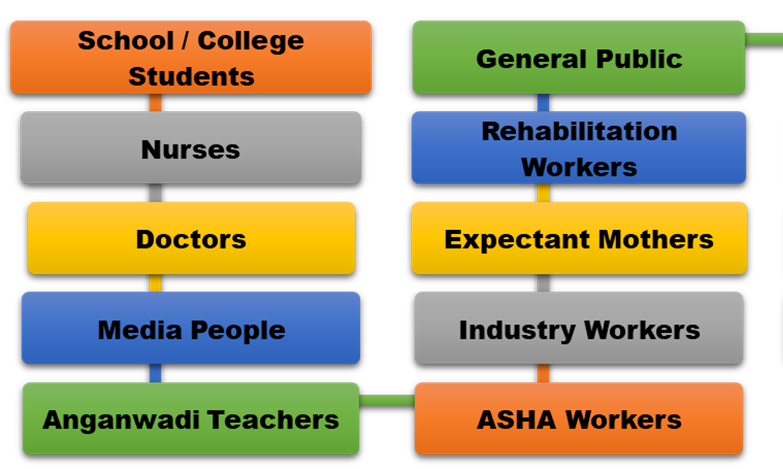 School / College
Students
Nurses
Doctors
Media People
Anganwadi Teachers
General Public
Rehabilitation
Workers
Expectant Mothers
Industry Workers
ASHA Workers